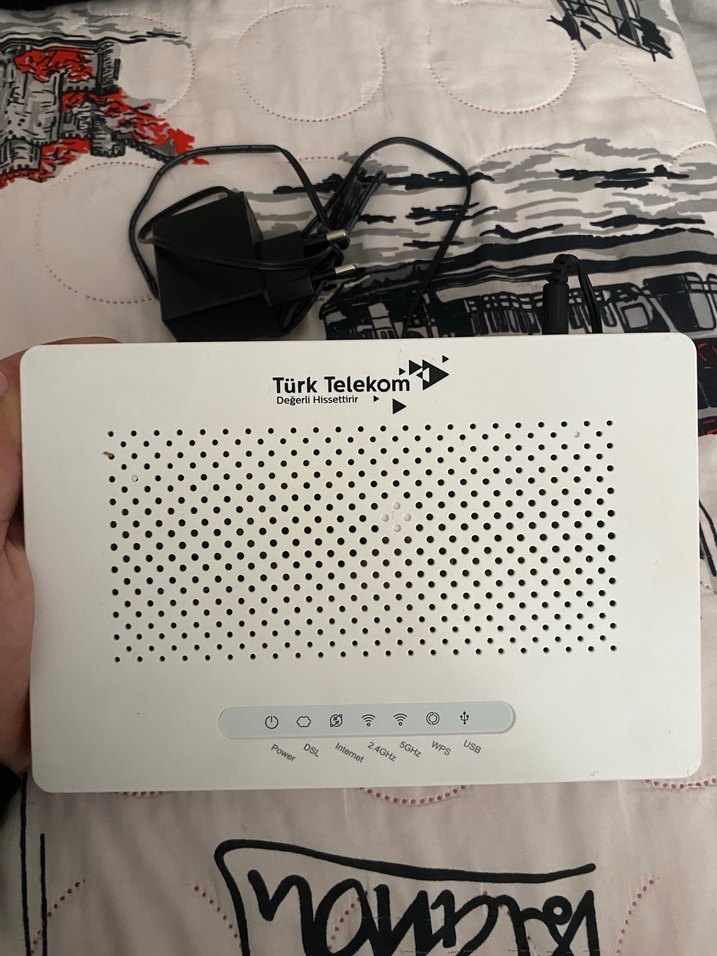 Türk Telekom
Değerli Hissettirir
Power
DSL
Internet
2.4GHz
5GHz
WPS
USB